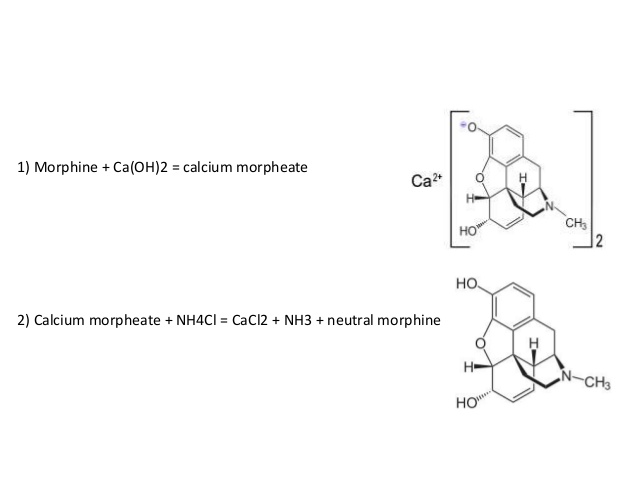 1) Morphine + Ca(OH)2 = calcium morpheate
Ca2+
⊖O
O
H
H
N
CH3
HO
2
2) Calcium morpheate + NH4Cl = CaCl2 + NH3 + neutral morphine
HO
O
H
H
N
CH3
HO